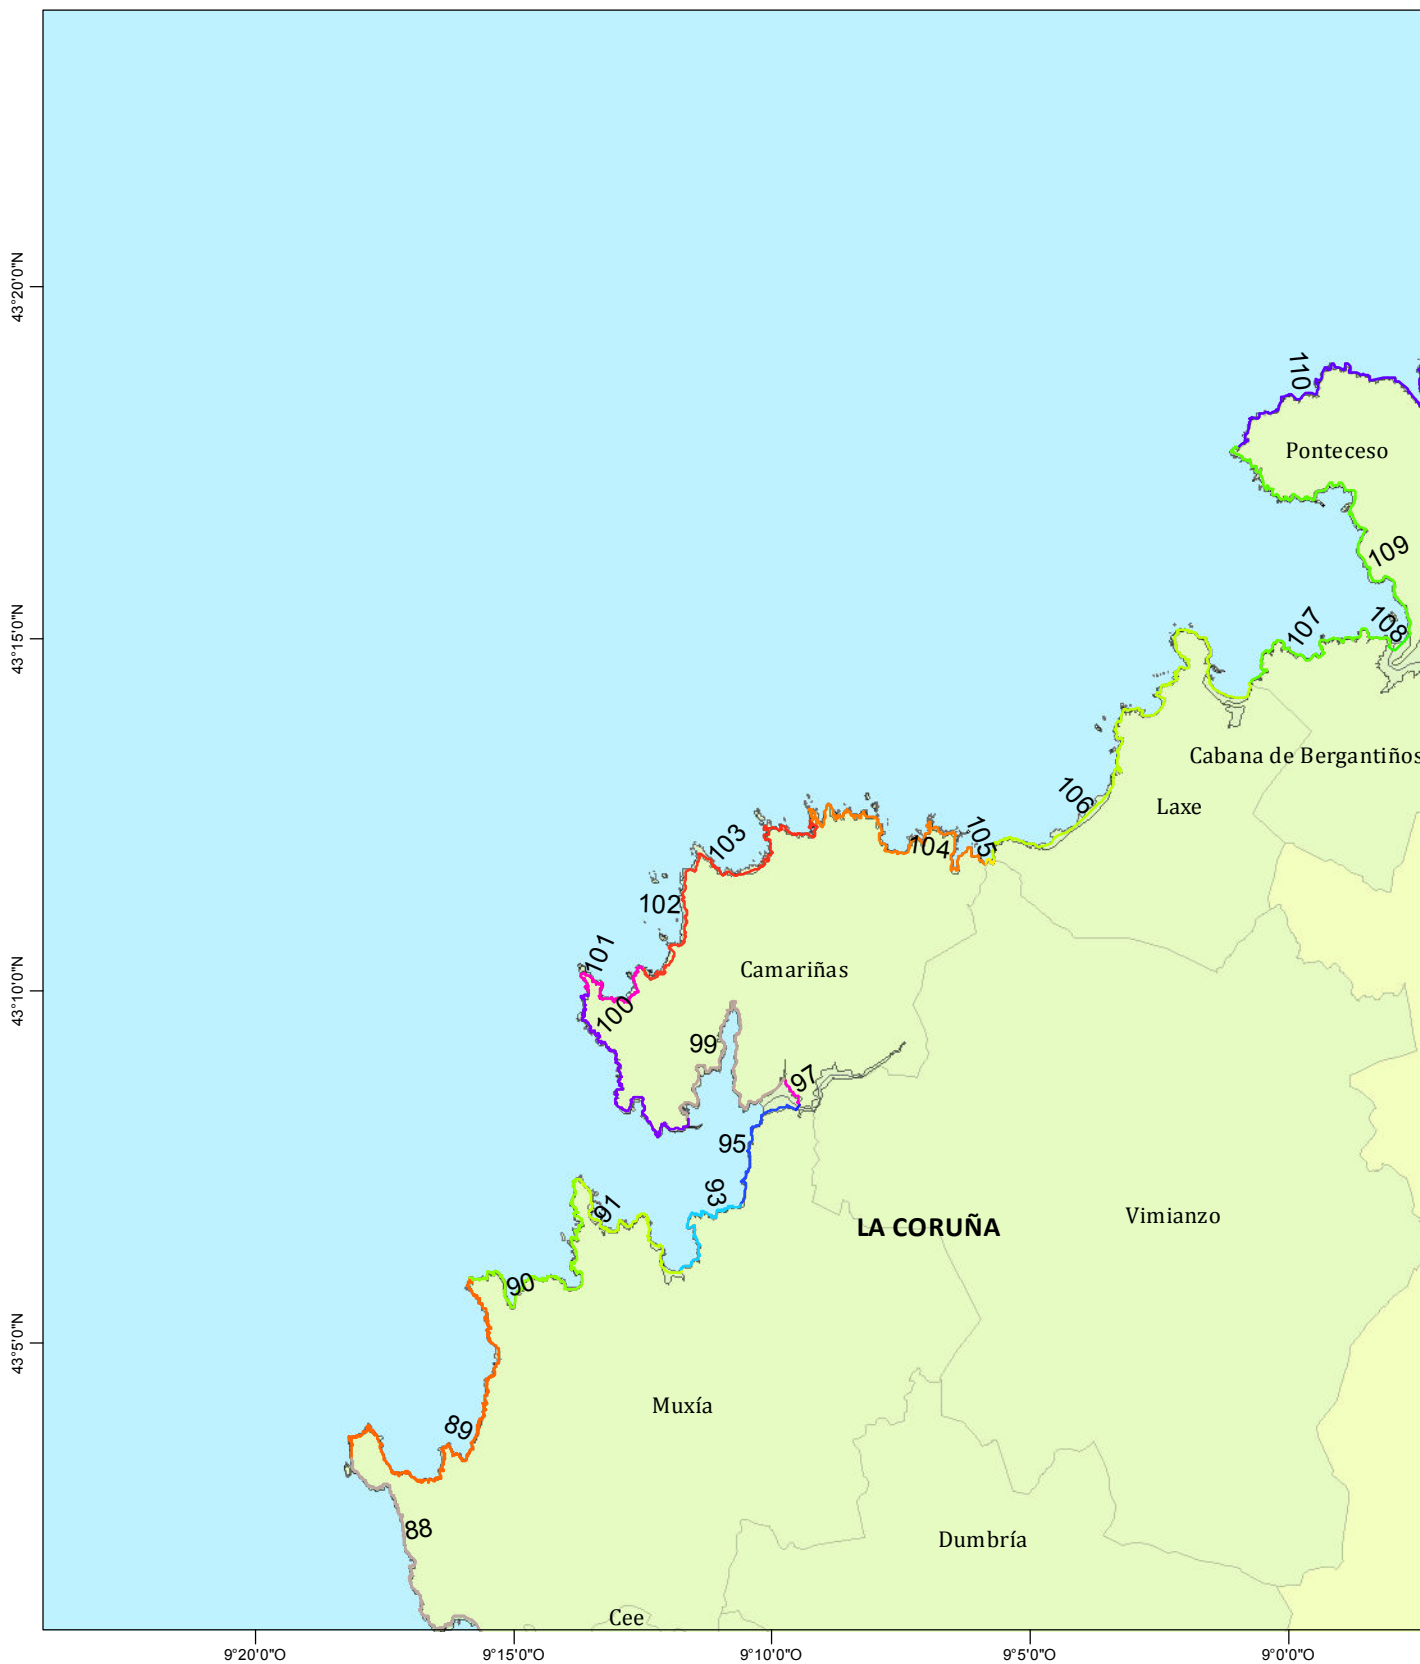 43°20'0"N
110
Ponteceso
109
107
108
43°15'0"N
Cabana de Bergantiños
106
Laxe
105
103
104
102
101
Camariñas
43°10'0"N
100
99
97
95
93
91
Vimianzo
LA CORUÑA
90
43°5'0"N
Muxía
89
88
Dumbría
Cee
9°20'0"O
9°15'0"O
9°10'0"O
9°5'0"O
9°0'0"O